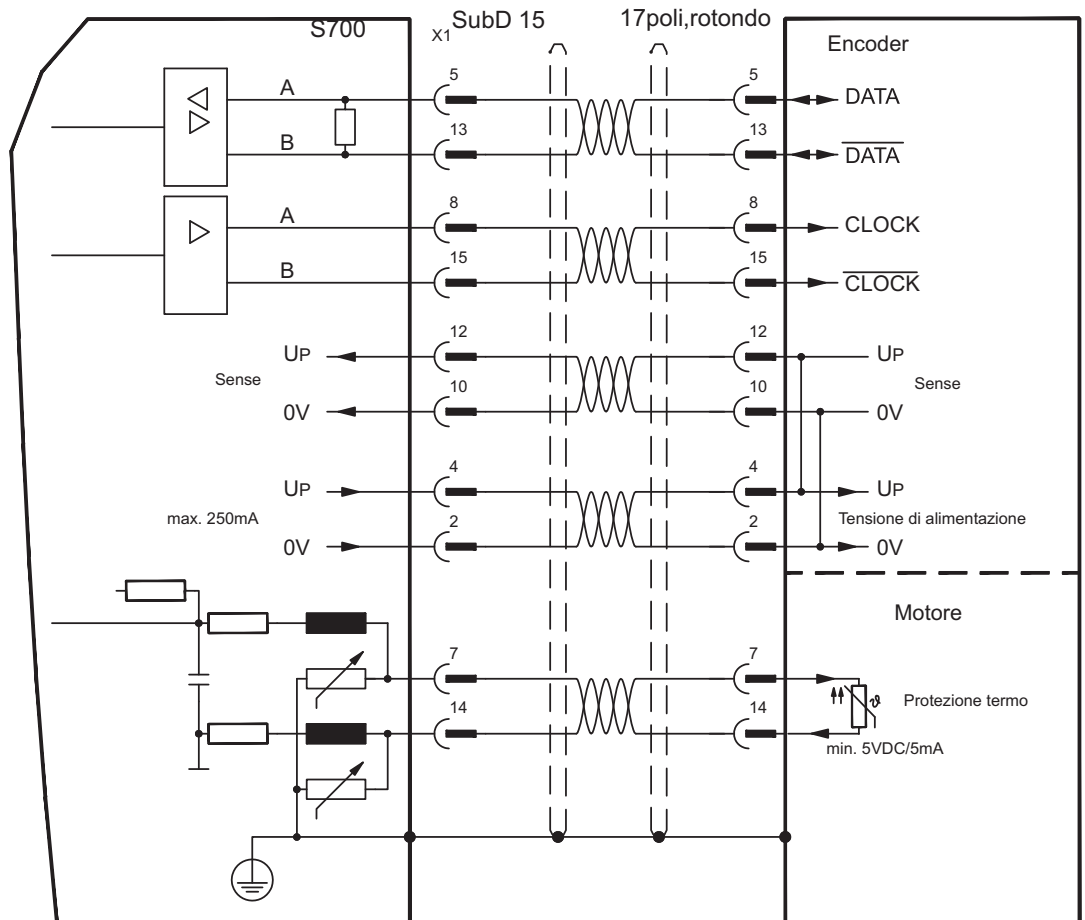 S700
X1 SubD 15
17poli,rotondo
Encoder
A 5 5 DATA
B 13 13 DATA
A 8 8 CLOCK
B 15 15 CLOCK
UP 12 12 UP
Sense Sense
0V 10 10 0V
UP 4 4 UP
max. 250mA Tensione di alimentazione
0V 2 2 0V
Motore
7 7
ϑ Protezione termo
14 14
min. 5VDC/5mA